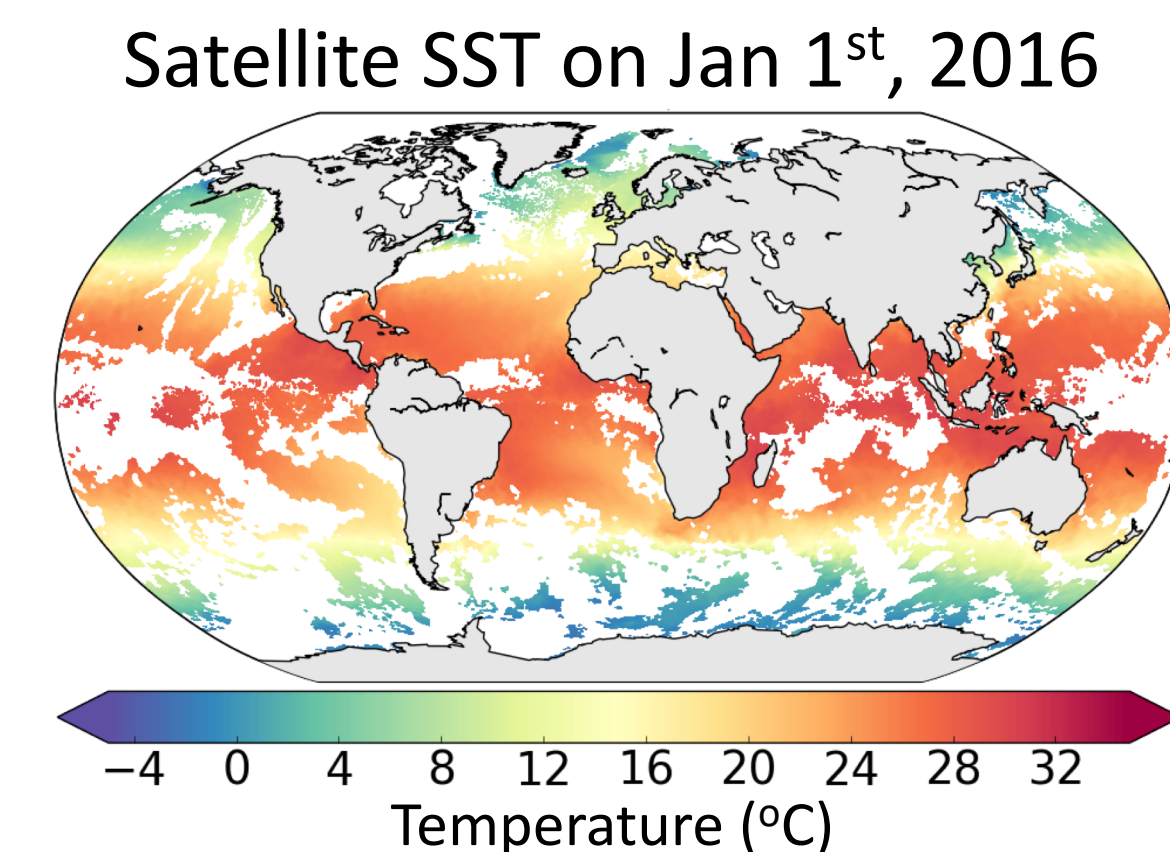 Satellite SST on Jan 1st, 2016
−4 0 4 8 12 16 20 24 28 32
Temperature (oC)